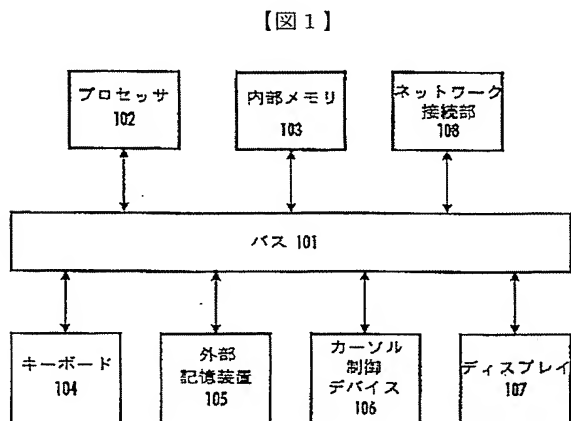 【図1】
プロセッサ
102
内部メモリ
103
ネットワーク
接続部
108
バス 101
キーボード
104
外部
記憶装置
105
カーソル
制御
デバイス
106
ディスプレイ
107